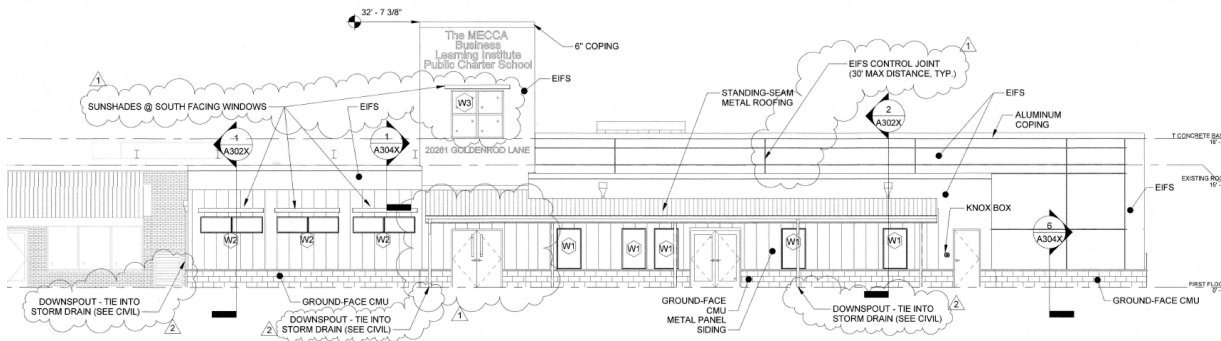 32' - 7 3/8"
The MECCA
Business
Learning Institute
Public Charter School
6" COPING
1
EIFS CONTROL JOINT
(30' MAX DISTANCE, TYP.)
1
EIFS
SUNSHADES @ SOUTH FACING WINDOWS
EIFS
W3
STANDING-SEAM
METAL ROOFING
2
A302X
EIFS
ALUMINUM
COPING
1
A302X
1
A304X
20261 GOLDENROD LANE
T CONCRETE
EXISTING
15' -
EIFS
KNOX BOX
W2
W2
W2
W1
W1
W1
W1
W1
6
A304X
FIRST
0' -
DOWNSPOUT - TIE INTO
STORM DRAIN (SEE CIVIL)
2
GROUND-FACE CMU
2
DOWNSPOUT - TIE INTO
STORM DRAIN (SEE CIVIL)
1
GROUND-FACE
CMU
METAL PANEL
SIDING
DOWNSPOUT - TIE INTO
STORM DRAIN (SEE CIVIL)
2
GROUND-FACE CMU